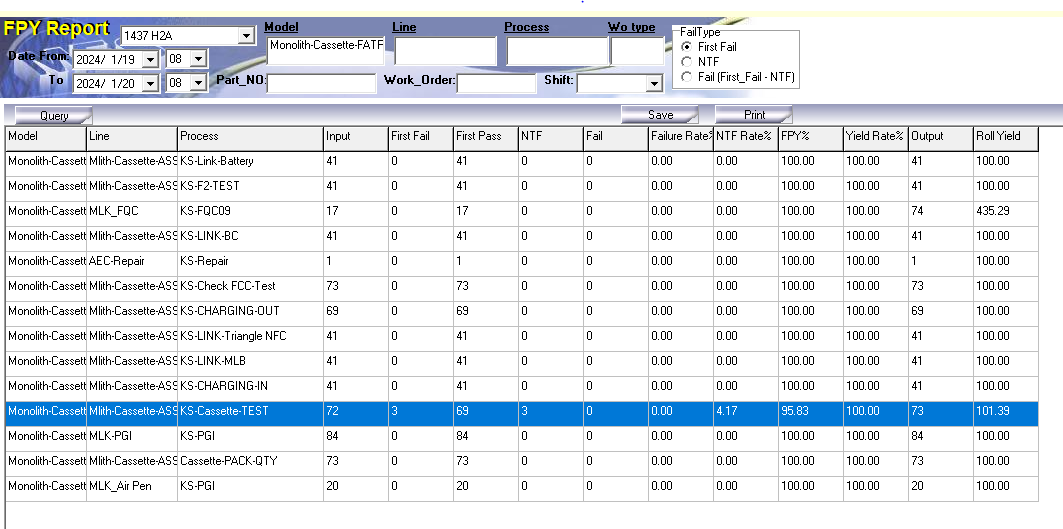 FPY Report
1437 H2A
Model
Line
Process
Wo type
Monolith-Cassette-FATF
FailType
First Fail
NTF
Fail (First_Fail - NTF)
Date From:
2024/ 1/19
08
To
2024/ 1/20
08
Part_NO:
Work_Order:
Shift:
Query
Save
Print
Model Line Process Input First Fail First Pass NTF Fail Failure Rate% NTF Rate% FPY% Yield Rate% Output Roll Yield
Monolith-Cassett Mlith-Cassette-ASS KS-Link-Battery 41 0 41 0 0 0.00 0.00 100.00 100.00 41 100.00
Monolith-Cassett Mlith-Cassette-ASS KS-F2-TEST 41 0 41 0 0 0.00 0.00 100.00 100.00 41 100.00
Monolith-Cassett MLK_FQC KS-FQC09 17 0 17 0 0 0.00 0.00 100.00 100.00 74 435.29
Monolith-Cassett Mlith-Cassette-ASS KS-LINK-BC 41 0 41 0 0 0.00 0.00 100.00 100.00 41 100.00
Monolith-Cassett AEC-Repair KS-Repair 1 0 1 0 0 0.00 0.00 100.00 100.00 1 100.00
Monolith-Cassett Mlith-Cassette-ASS KS-Check FCC-Test 73 0 73 0 0 0.00 0.00 100.00 100.00 73 100.00
Monolith-Cassett Mlith-Cassette-ASS KS-CHARGING-OUT 69 0 69 0 0 0.00 0.00 100.00 100.00 69 100.00
Monolith-Cassett Mlith-Cassette-ASS KS-LINK-Triangle NFC 41 0 41 0 0 0.00 0.00 100.00 100.00 41 100.00
Monolith-Cassett Mlith-Cassette-ASS KS-LINK-MLB 41 0 41 0 0 0.00 0.00 100.00 100.00 41 100.00
Monolith-Cassett Mlith-Cassette-ASS KS-CHARGING-IN 41 0 41 0 0 0.00 0.00 100.00 100.00 41 100.00
Monolith-Cassett Mlith-Cassette-ASS KS-Cassette-TEST 72 3 69 3 0 0.00 4.17 95.83 100.00 73 101.39
Monolith-Cassett MLK-PGI KS-PGI 84 0 84 0 0 0.00 0.00 100.00 100.00 84 100.00
Monolith-Cassett Mlith-Cassette-ASS Cassette-PACK-QTY 73 0 73 0 0 0.00 0.00 100.00 100.00 73 100.00
Monolith-Cassett MLK_Air Pen KS-PGI 20 0 20 0 0 0.00 0.00 100.00 100.00 20 100.00